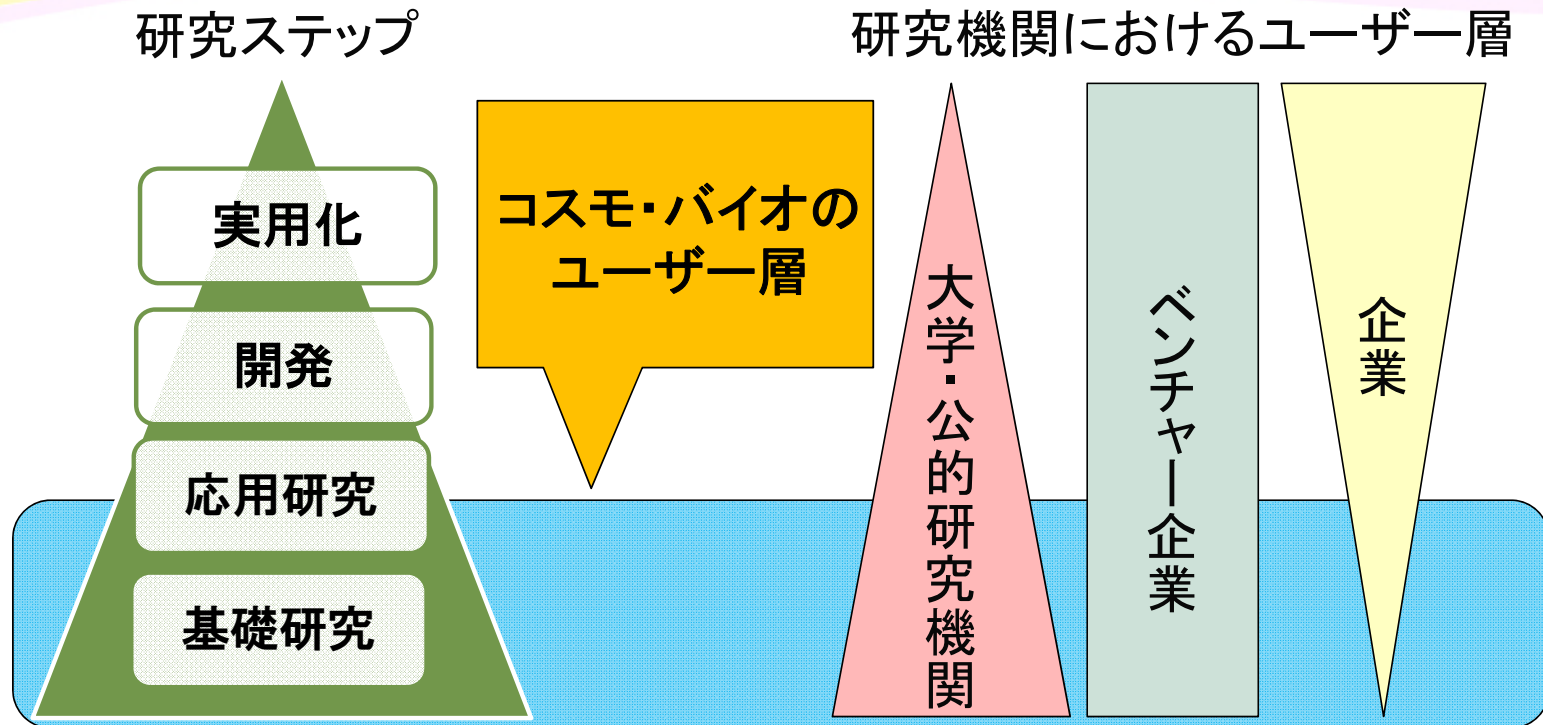 研究ステップ
研究機関におけるユーザー層
実用化
開発
応用研究
基礎研究
コスモ・バイオの
ユーザー層
大学・公的研究機関
ベンチャー企業
企業